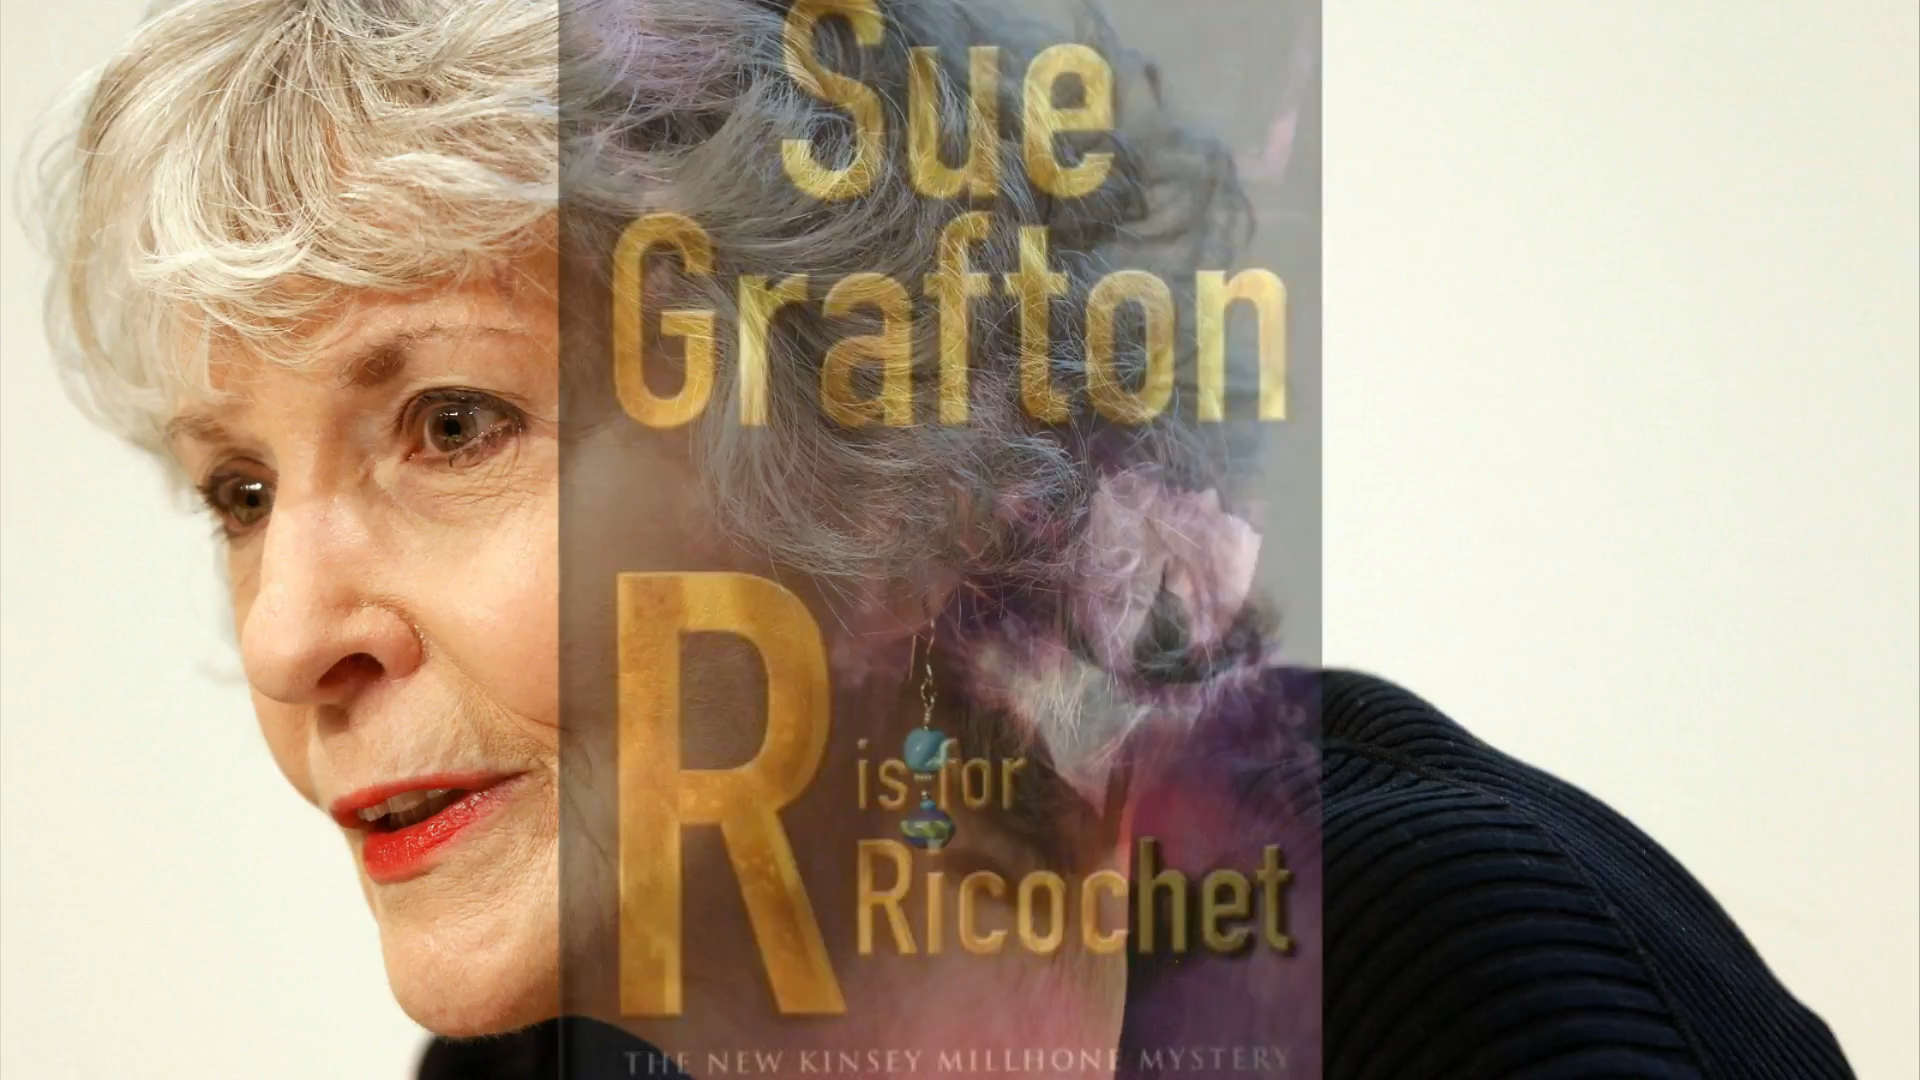 Sue
Grafton
R
is for
Ricochet
THE NEW KINSEY MILLHONE MYSTERY